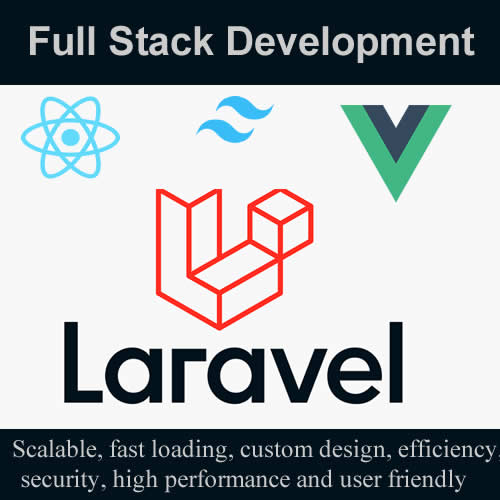 Full Stack Development
Laravel
Scalable, fast loading, custom design, efficiency,
security, high performance and user friendly